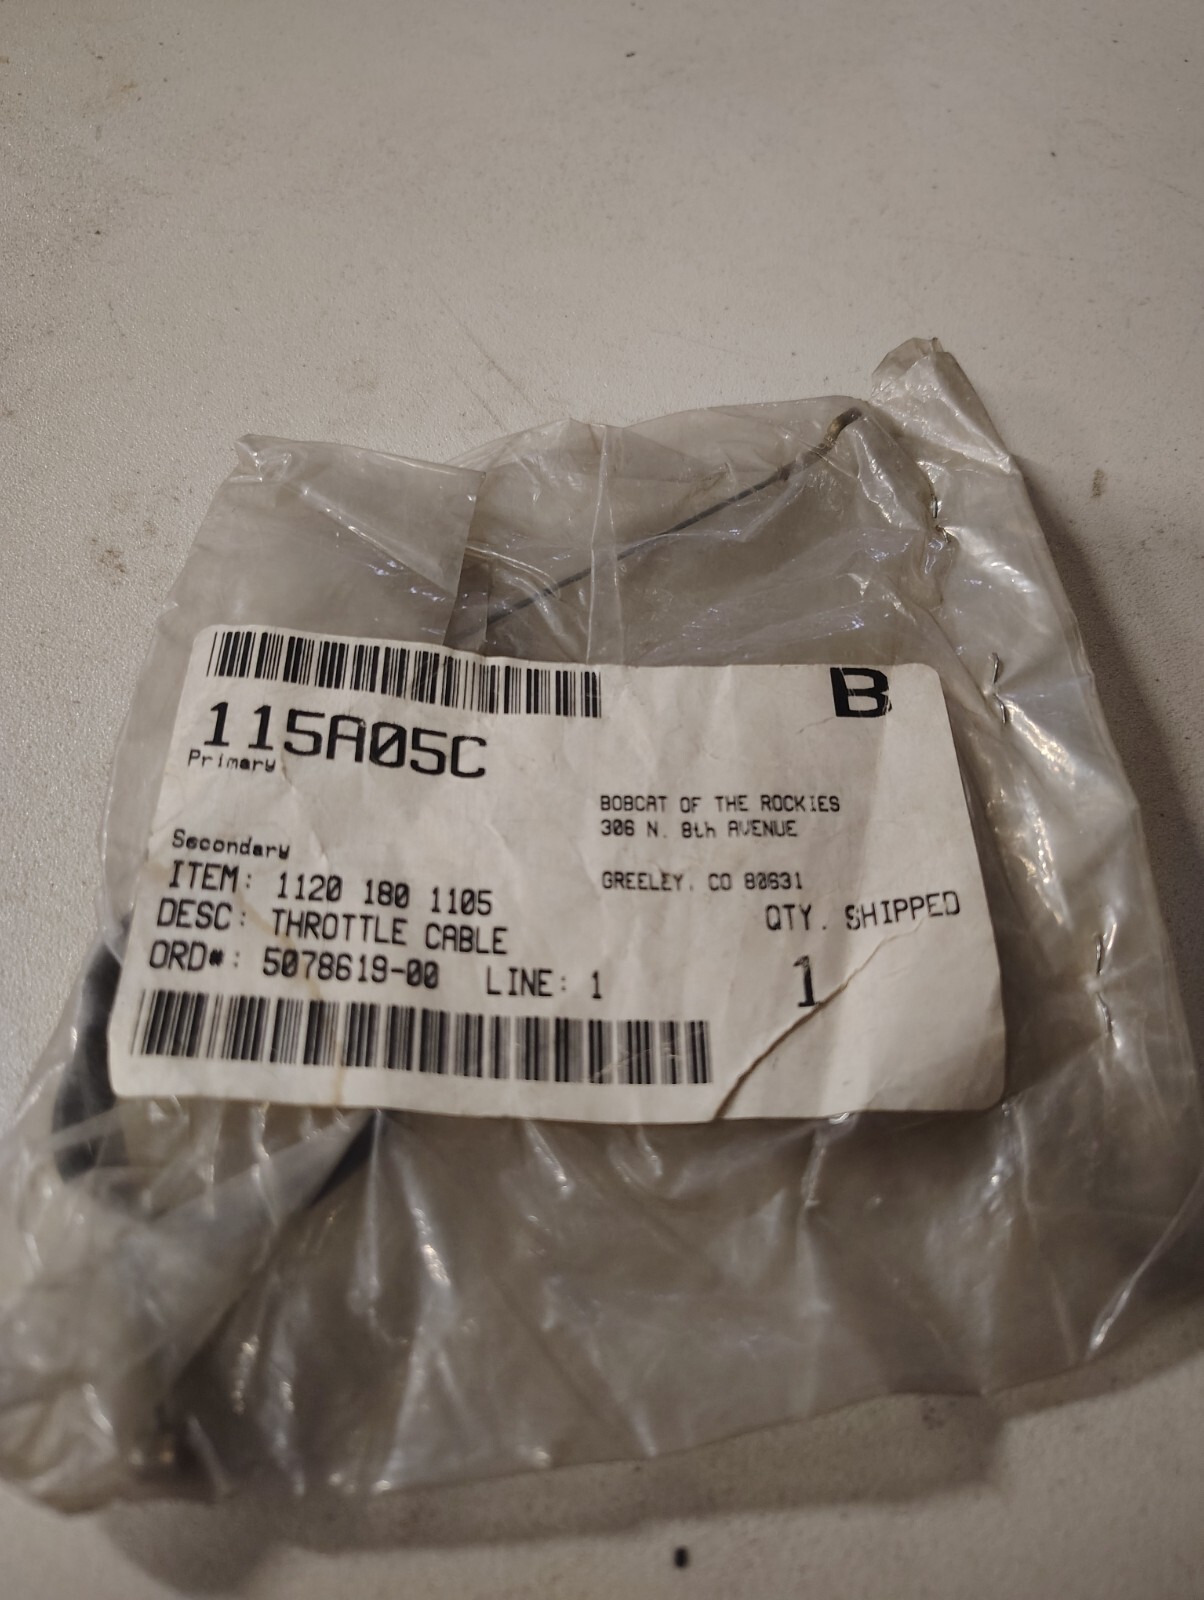 115A05C
B
Primary
BOBCAT OF THE ROCKIES
306 N. 8th AVENUE
GREELEY, CO 80631
Secondary
ITEM: 1120 180 1105
DESC: THROTTLE CABLE
QTY. SHIPPED
ORD#: 5078619-00 LINE: 1
1